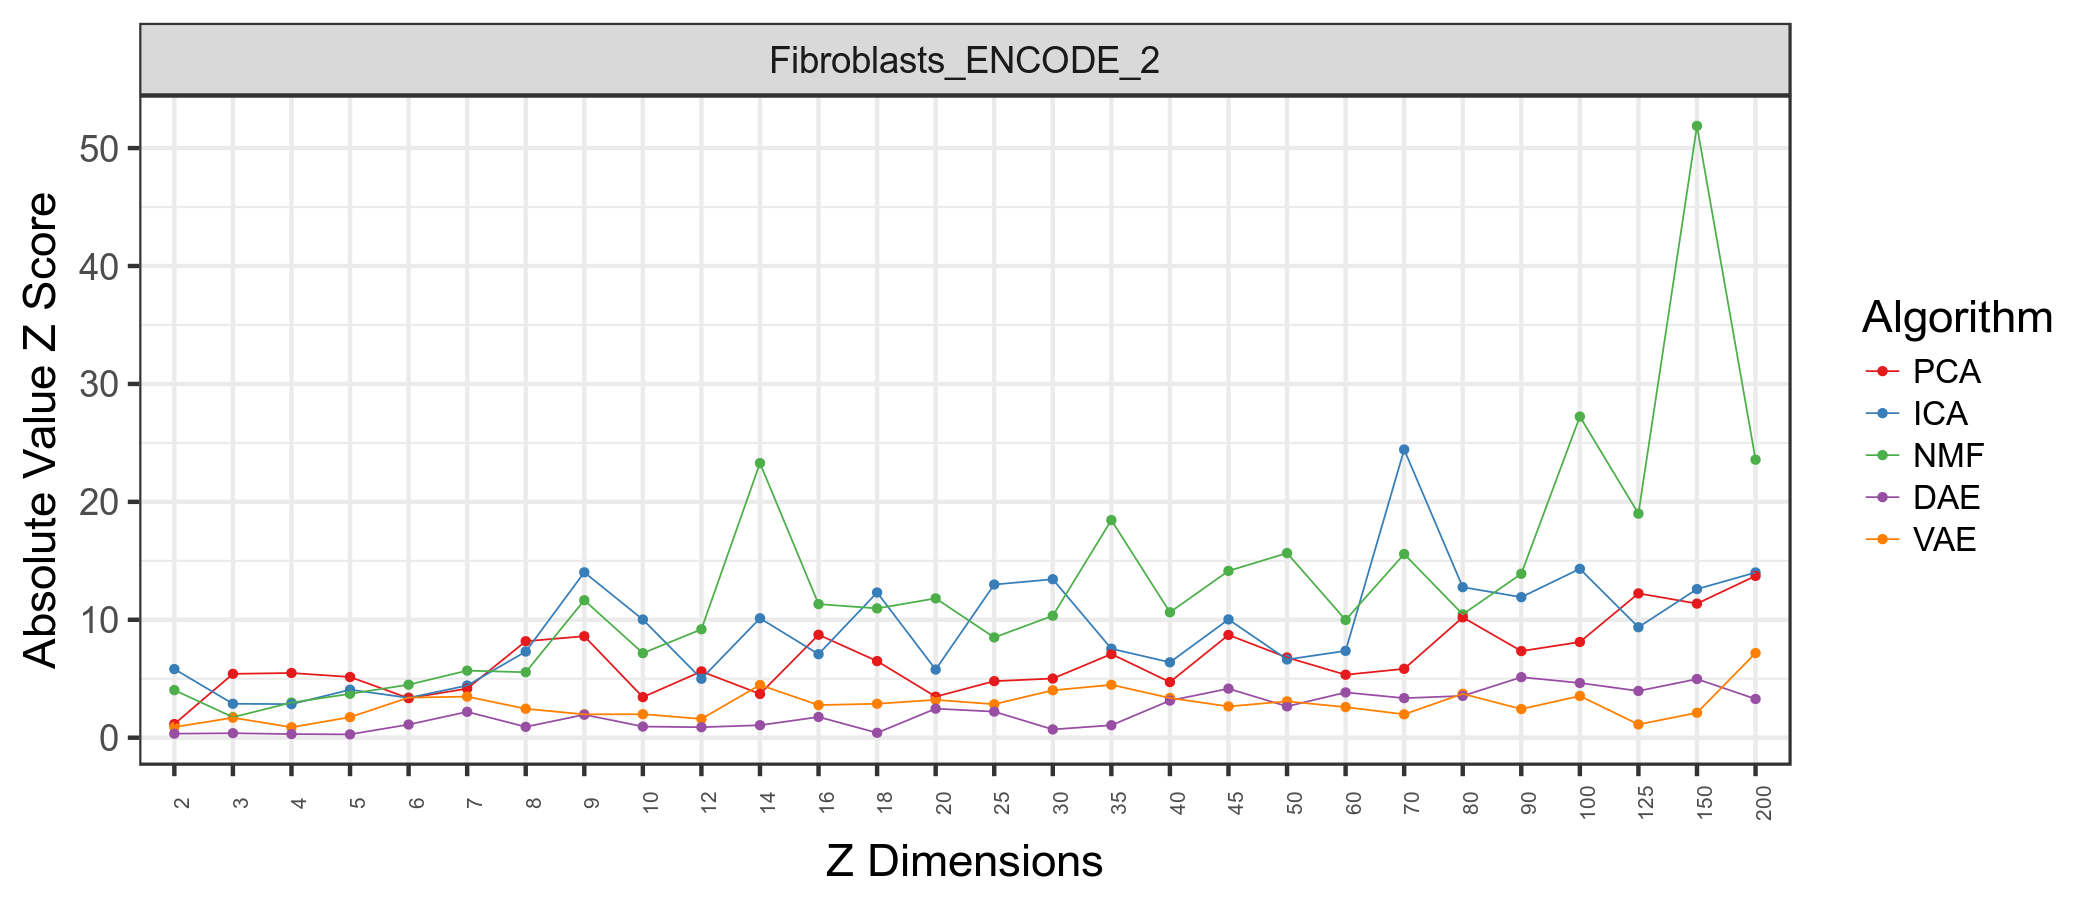 Fibroblasts_ENCODE_2
Absolute Value Z Score
50
40
30
20
10
0
2 3 4 5 6 7 8 9 10 12 14 16 18 20 25 30 35 40 45 50 60 70 80 90 100 125 150 200
Z Dimensions
Algorithm
PCA
ICA
NMF
DAE
VAE